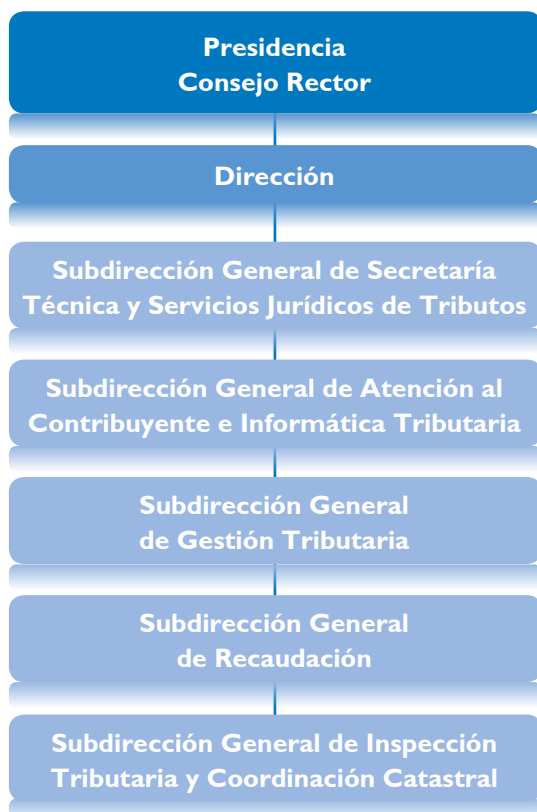 Presidencia
Consejo Rector
Dirección
Subdirección General de Secretaría
Técnica y Servicios Jurídicos de Tributos
Subdirección General de Atención al
Contribuyente e Informática Tributaria
Subdirección General
de Gestión Tributaria
Subdirección General
de Recaudación
Subdirección General de Inspección
Tributaria y Coordinación Catastral